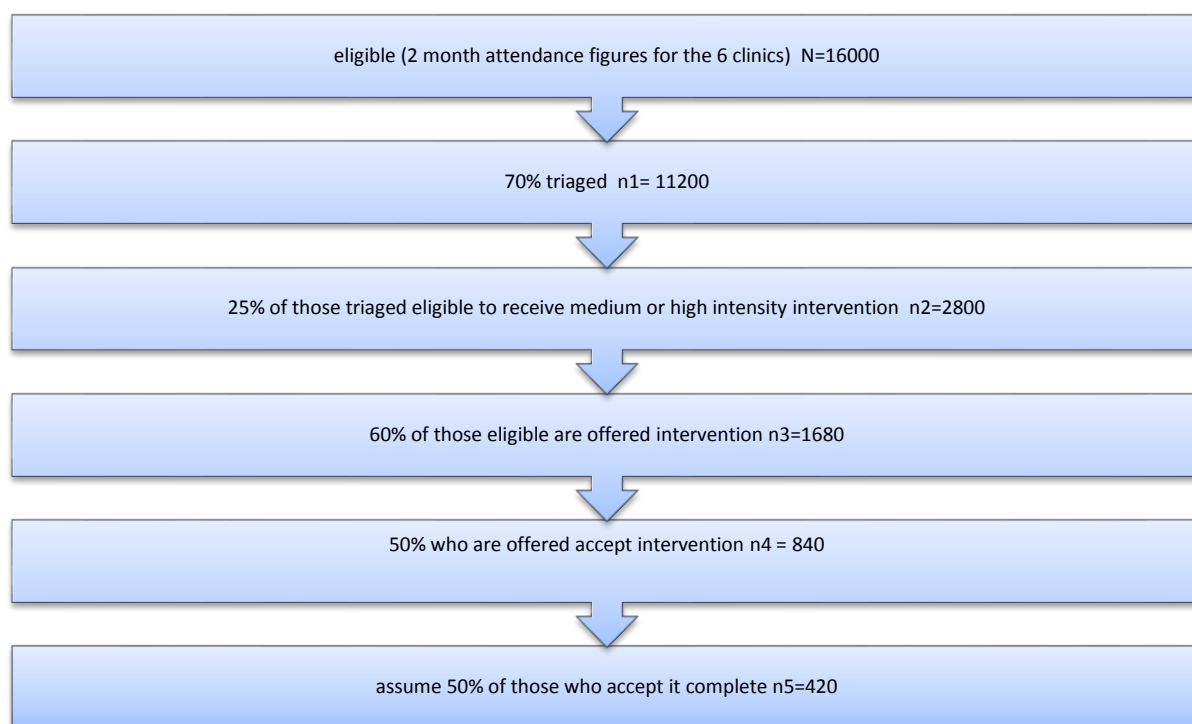 eligible (2 month attendance figures for the 6 clinics)  N=16000
70% triaged  n1= 11200
25% of those triaged eligible to receive medium or high intensity intervention  n2=2800
60% of those eligible are offered intervention n3=1680
50% who are offered accept intervention n4 = 840
assume 50% of those who accept it complete n5=420